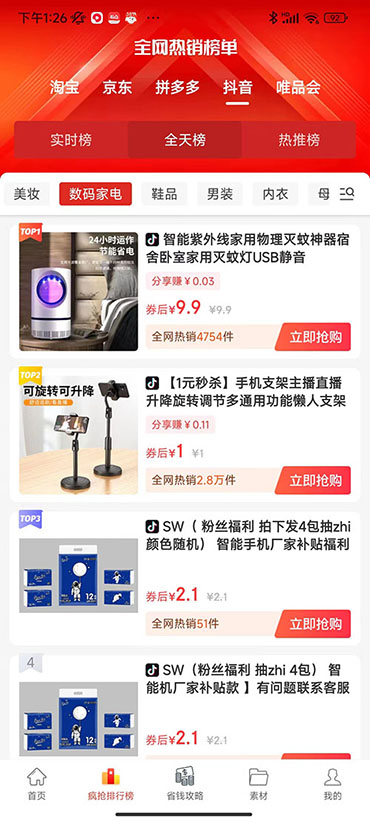 下午1:26
92
全网热销榜单
淘宝 京东 拼多多 抖音 唯品会
实时榜 全天榜 热推榜
美妆 数码家电 鞋品 男装 内衣 母
TOP1
24小时运作
节能省电
智能紫外线家用物理灭蚊神器宿
舍卧室家用灭蚊灯USB静音
分享赚¥0.03
券后¥9.9 ¥9.9
全网热销4754件 立即抢购
TOP2
可旋转可升降
【1元秒杀】手机支架主播直播
升降旋转调节多通用功能懒人支架
分享赚¥0.11
券后¥1 ¥1
全网热销2.8万件 立即抢购
TOP3
SW（ 粉丝福利 拍下发4包抽zhi
颜色随机） 智能手机厂家补贴福利
券后¥2.1 ¥2.1
全网热销51件 立即抢购
4
SW（粉丝福利 抽zhi 4包） 智
能机厂家补贴款 】有问题联系客服
券后¥2.1 ¥2.1
首页 疯抢排行榜 省钱攻略 素材 我的